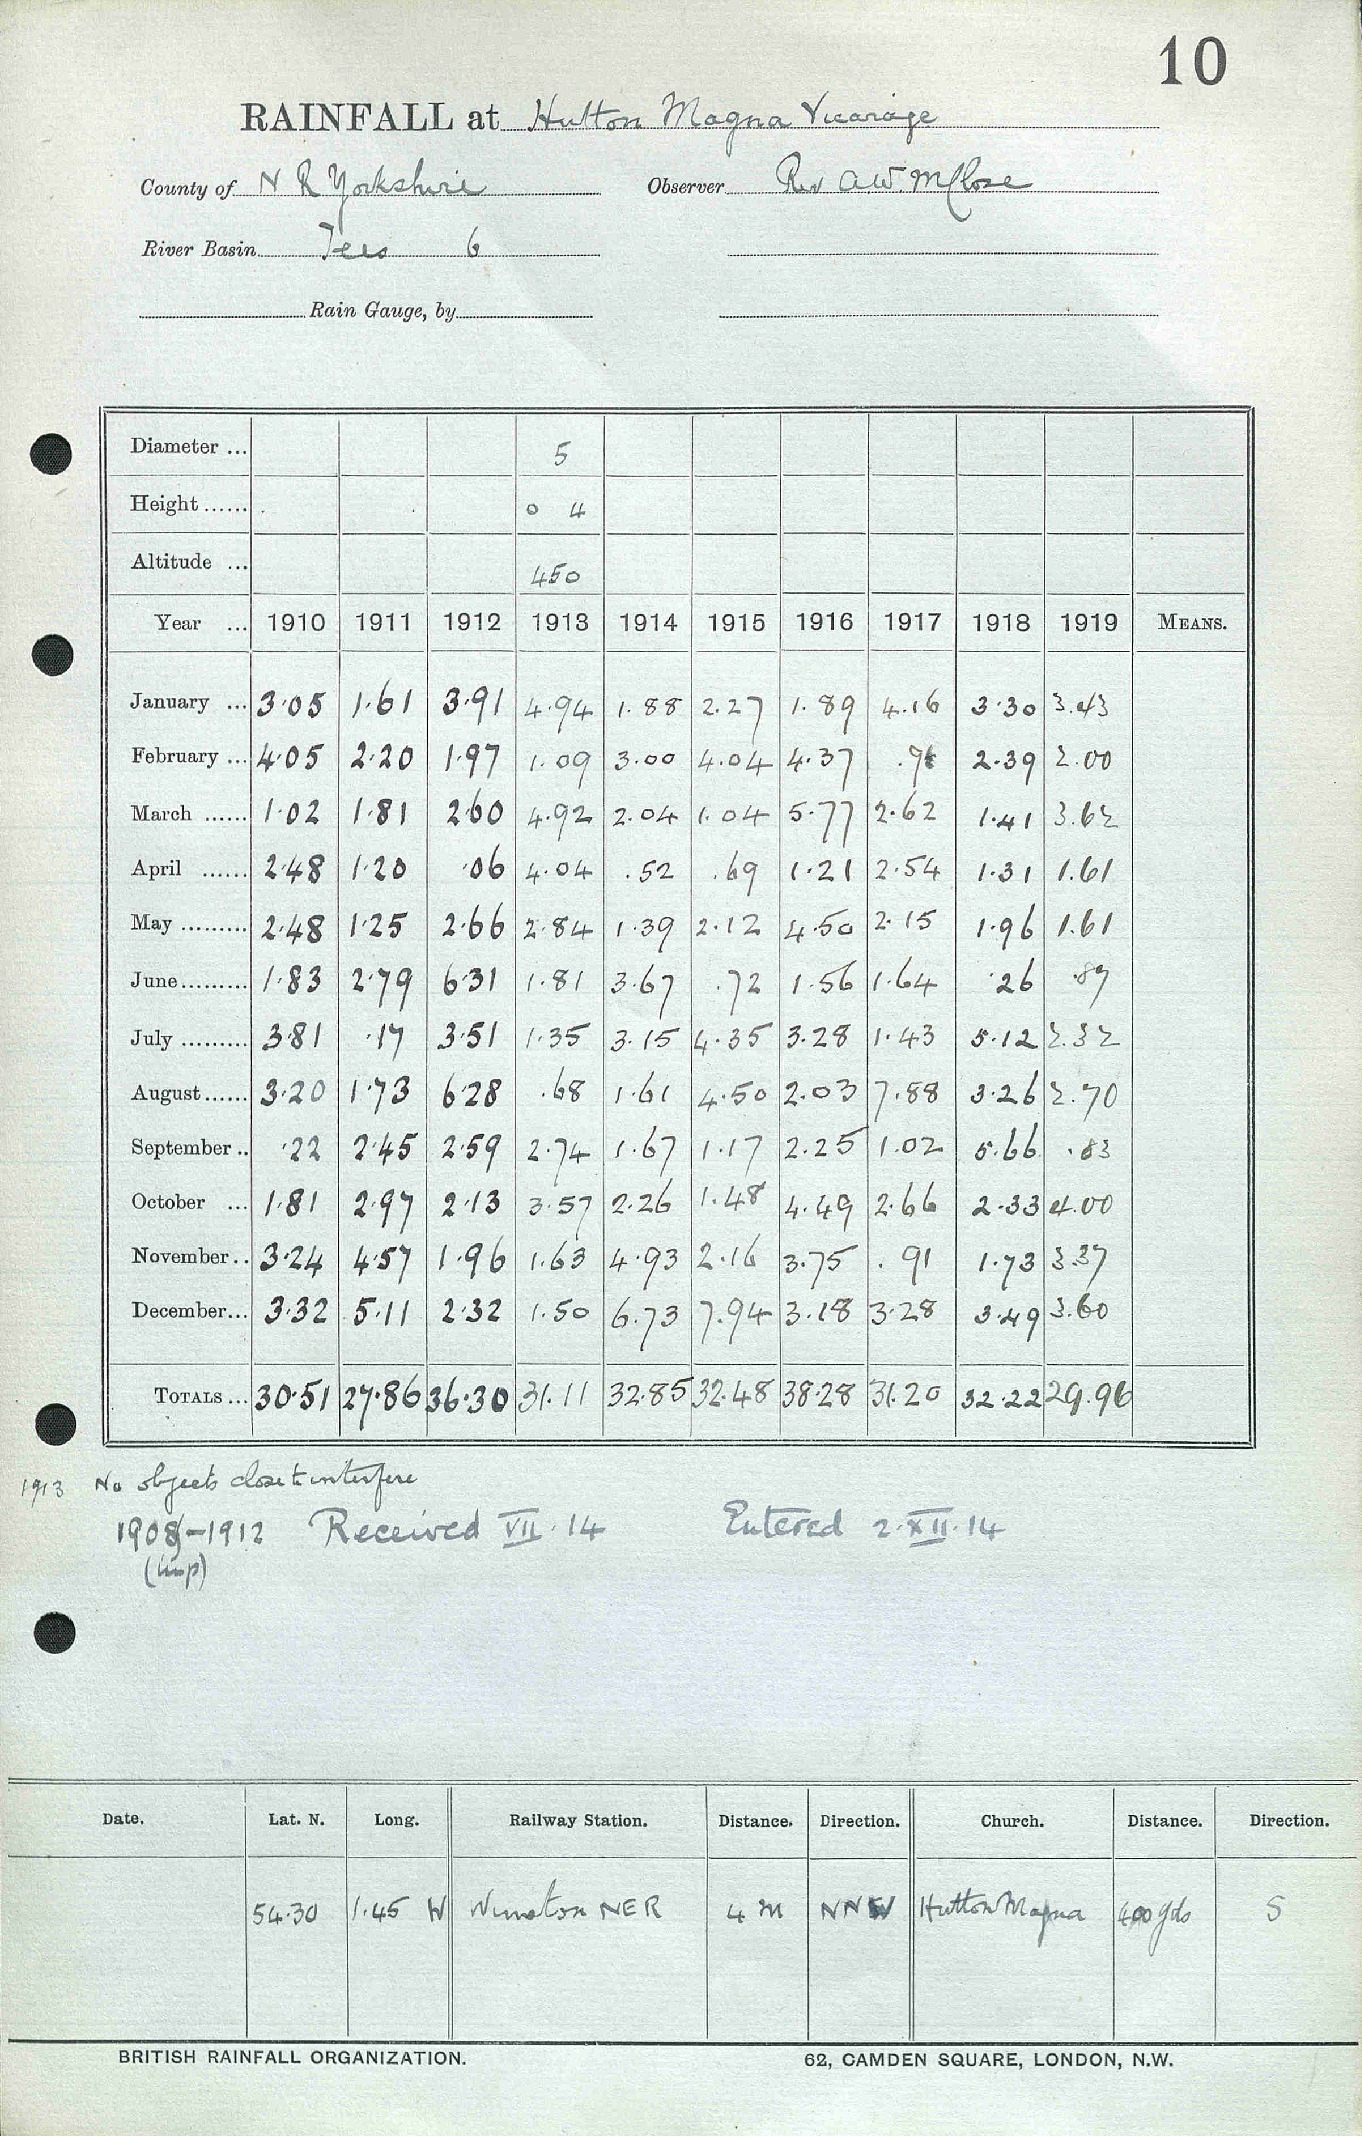 10
RAINFALL at Hutton Magna Vicarage
County of N R Yorkshire Observer Rev A.W. McClose
River Basin Tees 6
Rain Gauge, by
Diameter ... 5
Height ...... 0 4
Altitude ... 450
Year ... 1910 1911 1912 1913 1914 1915 1916 1917 1918 1919 MEANS.
January ... 3·05 1·61 3·91 4·94 1·88 2·27 1·89 4·16 3·30 3·43
February ... 4·05 2·20 1·97 1·09 3·00 4·04 4·37 ·91 2·39 2·00
March ...... 1·02 1·81 2·60 4·92 2·04 1·04 5·77 2·62 1·41 3·62
April ...... 2·48 1·20 ·06 4·04 ·52 ·69 1·21 2·54 1·31 1·61
May ......... 2·48 1·25 2·66 2·84 1·39 2·12 4·50 2·15 1·96 1·61
June ......... 1·83 2·79 6·31 1·81 3·67 ·72 1·56 1·64 ·26 ·87
July ......... 3·81 ·17 3·51 1·35 3·15 4·35 3·28 1·43 5·12 2·32
August ...... 3·20 1·73 6·28 ·68 1·61 4·50 2·03 7·88 3·26 2·70
September .. ·22 2·45 2·59 2·74 1·67 1·17 2·25 1·02 5·66 ·83
October ... 1·81 2·97 2·13 3·57 2·26 1·48 4·49 2·66 2·33 4·00
November .. 3·24 4·57 1·96 1·63 4·93 2·16 3·75 ·91 1·73 3·37
December ... 3·32 5·11 2·32 1·50 6·73 7·94 3·18 3·28 3·49 3·60
TOTALS ... 30·51 27·86 36·30 31·11 32·85 32·48 38·28 31·20 32·22 29·96
1913 No objects close to interfere
1908-1912 Received VII·14 Entered 2·XII·14
(imp)
Date. Lat. N. Long. Railway Station. Distance. Direction. Church. Distance. Direction.
54·30 1·45 W Winston NER 4 m NNW Hutton Magna 400 yds S
BRITISH RAINFALL ORGANIZATION. 62, CAMDEN SQUARE, LONDON, N.W.